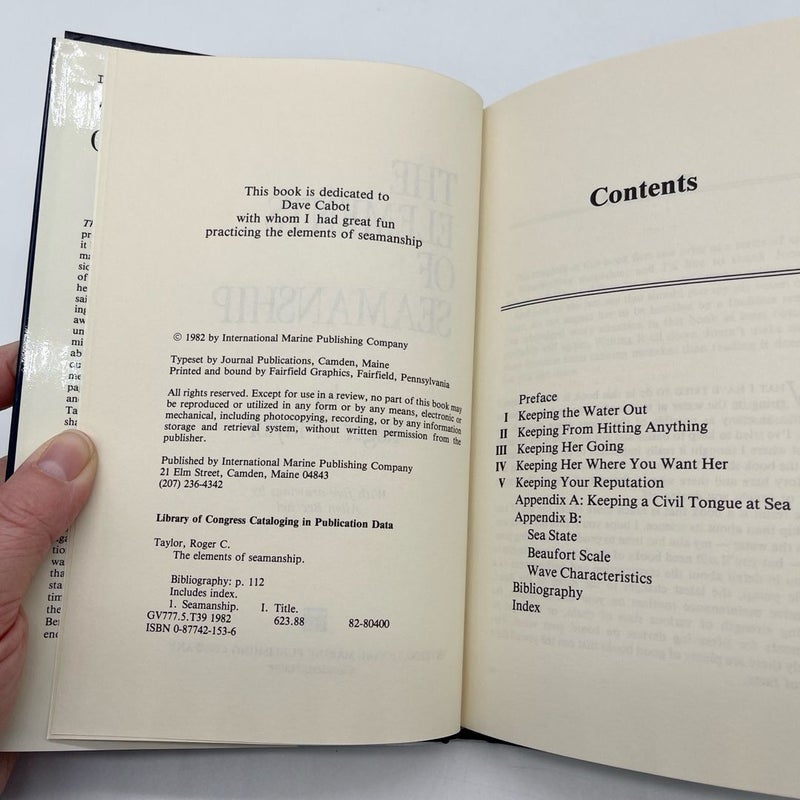 This book is dedicated to
Dave Cabot
with whom I had great fun
practicing the elements of seamanship
© 1982 by International Marine Publishing Company
Typeset by Journal Publications, Camden, Maine
Printed and bound by Fairfield Graphics, Fairfield, Pennsylvania
All rights reserved. Except for use in a review, no part of this book may
be reproduced or utilized in any form or by any means, electronic or
mechanical, including photocopying, recording, or by any information
storage and retrieval system, without written permission from the
publisher.
Published by International Marine Publishing Company
21 Elm Street, Camden, Maine 04843
(207) 236-4342
Library of Congress Cataloging in Publication Data
Taylor, Roger C.
The elements of seamanship.
Bibliography: p. 112
Includes index.
1. Seamanship. I. Title.
GV777.5.T39 1982 623.88 82-80400
ISBN 0-87742-153-6
Contents
Preface
I Keeping the Water Out
II Keeping From Hitting Anything
III Keeping Her Going
IV Keeping Her Where You Want Her
V Keeping Your Reputation
Appendix A: Keeping a Civil Tongue at Sea
Appendix B:
Sea State
Beaufort Scale
Wave Characteristics
Bibliography
Index